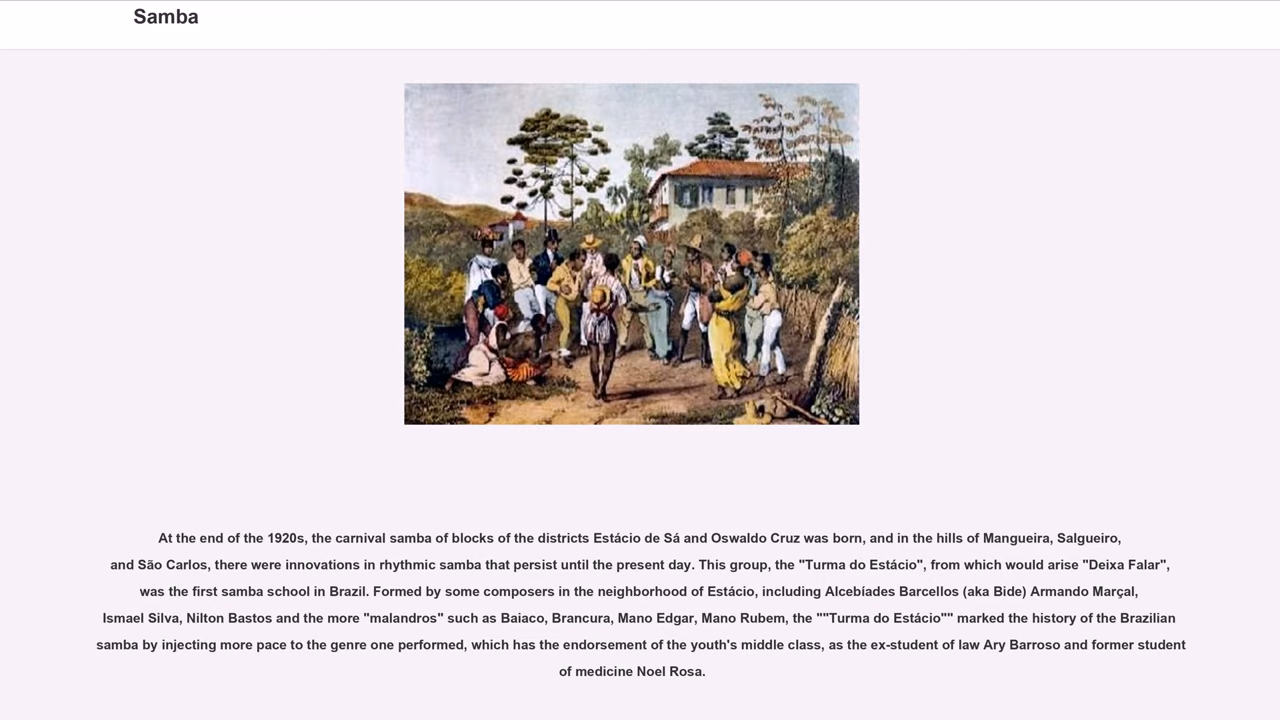 Samba
At the end of the 1920s, the carnival samba of blocks of the districts Estácio de Sá and Oswaldo Cruz was born, and in the hills of Mangueira, Salgueiro,
and São Carlos, there were innovations in rhythmic samba that persist until the present day. This group, the "Turma do Estácio", from which would arise "Deixa Falar",
was the first samba school in Brazil. Formed by some composers in the neighborhood of Estácio, including Alcebíades Barcellos (aka Bide) Armando Marçal,
Ismael Silva, Nilton Bastos and the more "malandros" such as Baiaco, Brancura, Mano Edgar, Mano Rubem, the ""Turma do Estácio"" marked the history of the Brazilian
samba by injecting more pace to the genre one performed, which has the endorsement of the youth's middle class, as the ex-student of law Ary Barroso and former student
of medicine Noel Rosa.